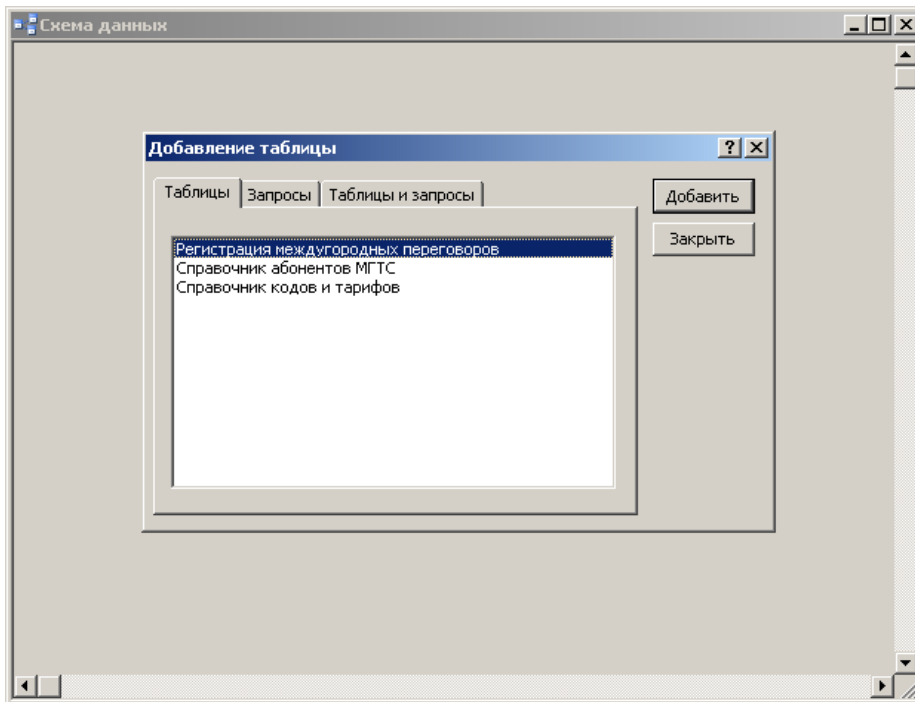 Схема данных
Добавление таблицы
Таблицы Запросы Таблицы и запросы
Добавить
Закрыть
Регистрация междугородных переговоров
Справочник абонентов МГТС
Справочник кодов и тарифов